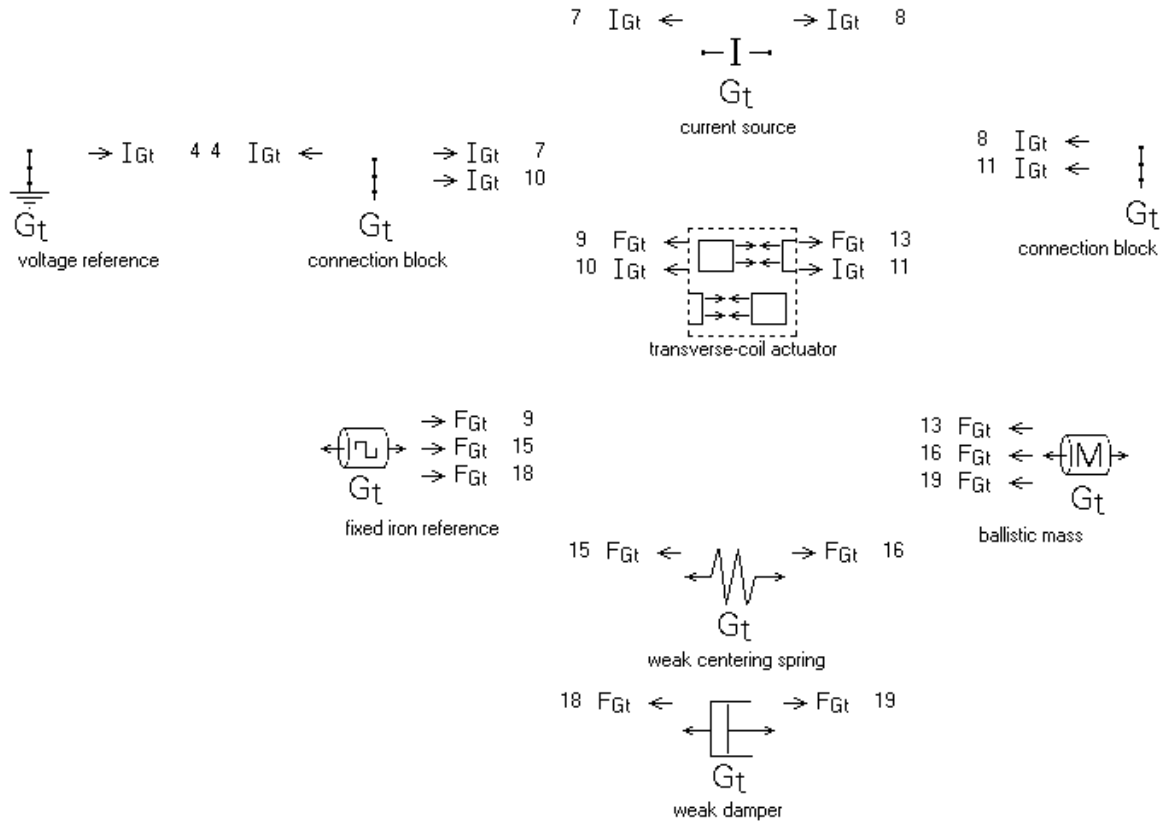 7 IGt IGt 8
I
Gt
current source
IGt 4 4 IGt IGt 7 8 IGt
IGt 10 11 IGt
Gt Gt Gt
voltage reference connection block connection block
9 FGt FGt 13
10 IGt IGt 11
transverse-coil actuator
FGt 9 13 FGt
FGt 15 16 FGt M
FGt 18 19 FGt
Gt Gt
fixed iron reference ballistic mass
15 FGt FGt 16
Gt
weak centering spring
18 FGt FGt 19
Gt
weak damper